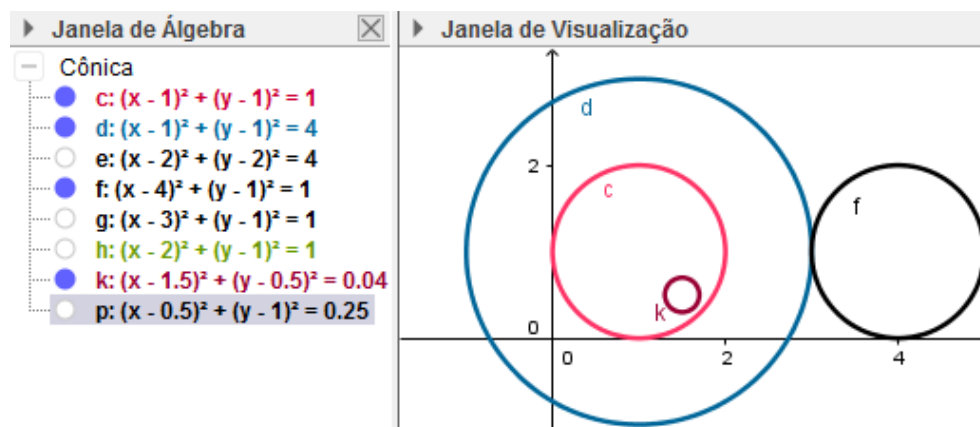 Janela de Álgebra
Cônica
c: (x - 1)² + (y - 1)² = 1
d: (x - 1)² + (y - 1)² = 4
e: (x - 2)² + (y - 2)² = 4
f: (x - 4)² + (y - 1)² = 1
g: (x - 3)² + (y - 1)² = 1
h: (x - 2)² + (y - 1)² = 1
k: (x - 1.5)² + (y - 0.5)² = 0.04
p: (x - 0.5)² + (y - 1)² = 0.25
Janela de Visualização
d
2
c
f
k
0
0 2 4